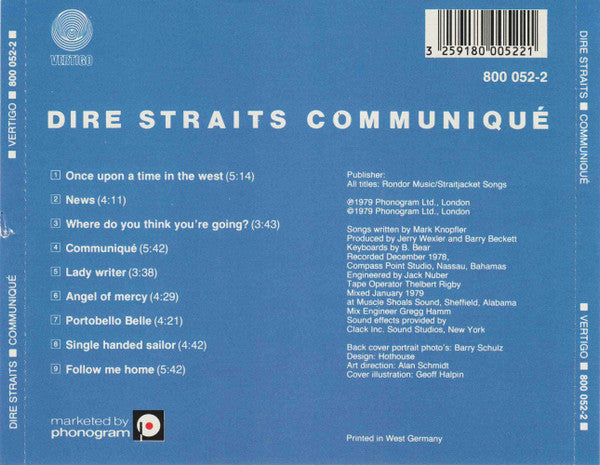 VERTIGO
3 259180 005221
800 052-2
DIRE STRAITS COMMUNIQUÉ
1 Once upon a time in the west (5:14)
2 News (4:11)
3 Where do you think you're going? (3:43)
4 Communiqué (5:42)
5 Lady writer (3:38)
6 Angel of mercy (4:29)
7 Portobello Belle (4:21)
8 Single handed sailor (4:42)
9 Follow me home (5:42)
marketed by
phonogram
Publisher:
All titles: Rondor Music/Straitjacket Songs
℗1979 Phonogram Ltd., London
©1979 Phonogram Ltd., London
Songs written by Mark Knopfler
Produced by Jerry Wexler and Barry Beckett
Keyboards by B. Bear
Recorded December 1978,
Compass Point Studio, Nassau, Bahamas
Engineered by Jack Nuber
Tape Operator Thelbert Rigby
Mixed January 1979
at Muscle Shoals Sound, Sheffield, Alabama
Mix Engineer Gregg Hamm
Sound effects provided by
Clack Inc. Sound Studios, New York
Back cover portrait photo's: Barry Schulz
Design: Hothouse
Art direction: Alan Schmidt
Cover illustration: Geoff Halpin
Printed in West Germany
DIRE STRAITS ■ COMMUNIQUÉ ■ VERTIGO ■ 800 052-2
DIRE STRAITS ■ COMMUNIQUÉ ■ VERTIGO ■ 800 052-2